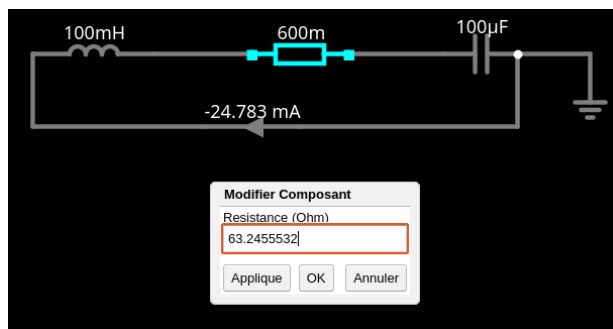 100mH
600m
100µF
-24.783 mA
Modifier Composant
Resistance (Ohm)
63.2455532
Applique
OK
Annuler